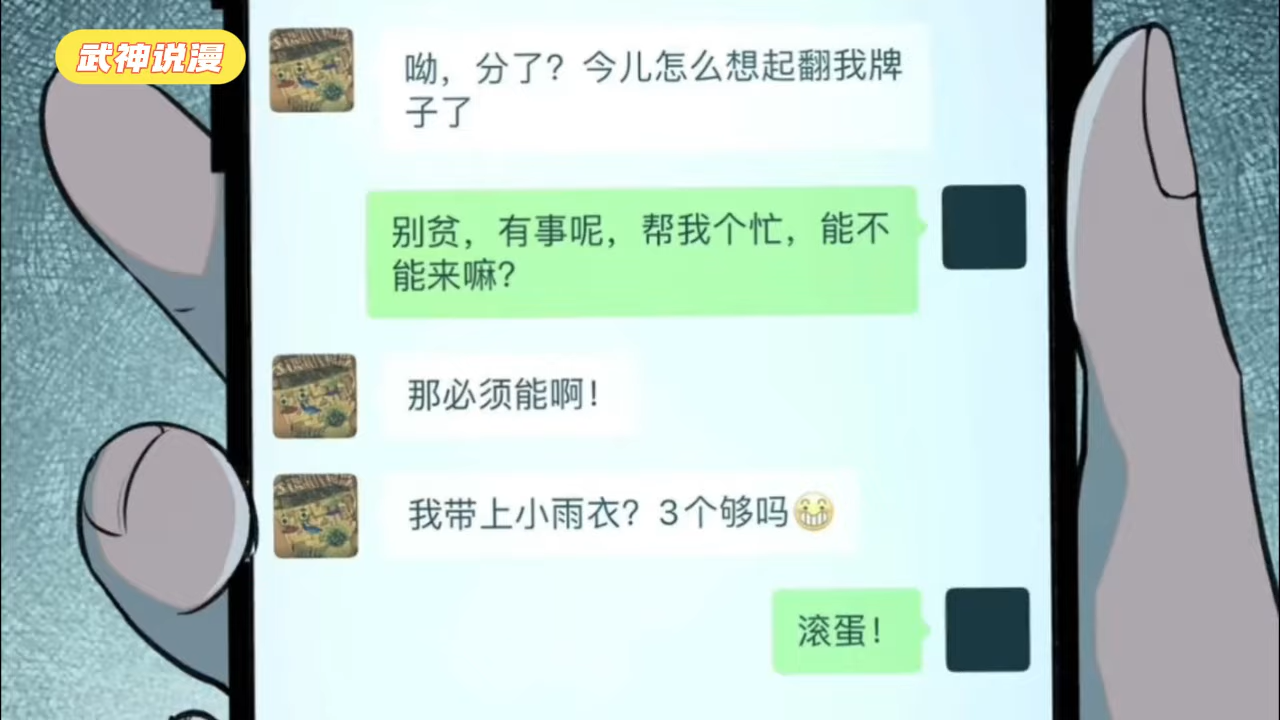 武神说漫
呦，分了？今儿怎么想起翻我牌
子了
别贫，有事呢，帮我个忙，能不
能来嘛？
那必须能啊！
我带上小雨衣？3个够吗😁
滚蛋！